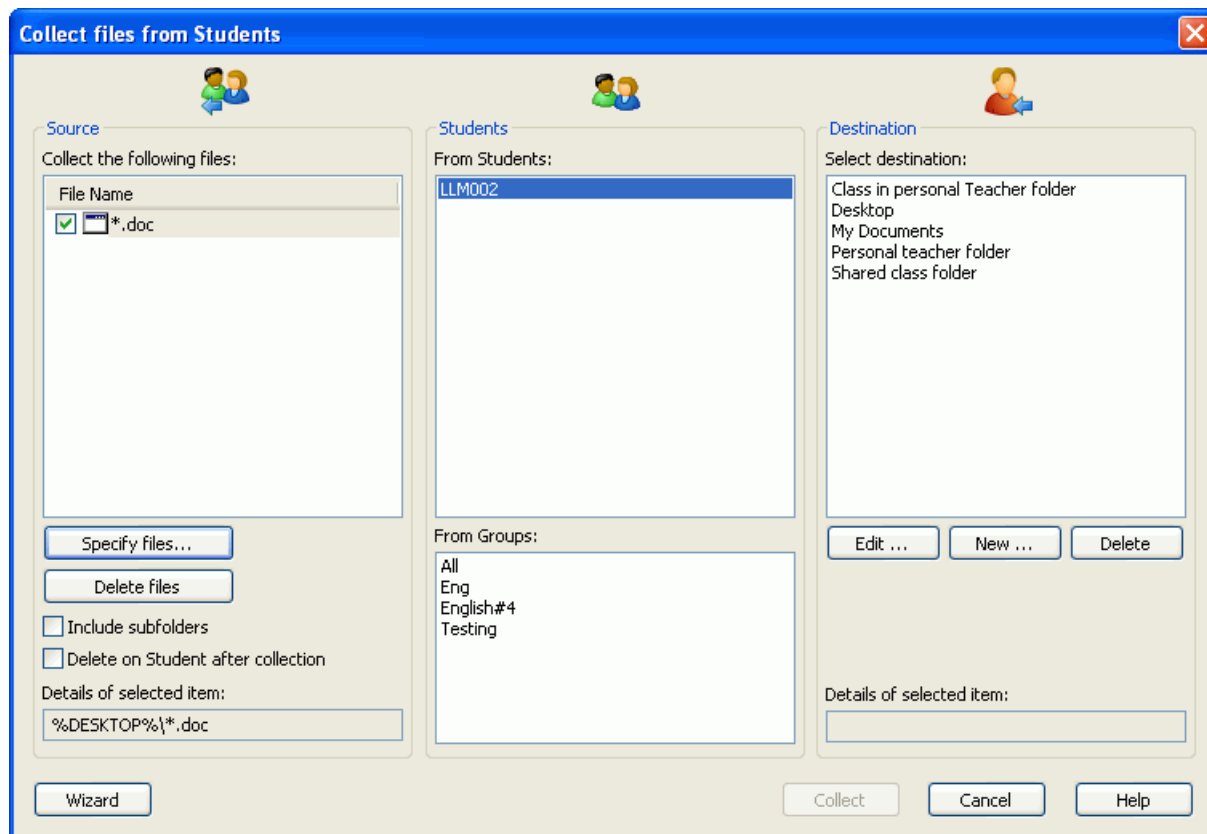 Collect files from Students
Source
Collect the following files:
File Name
*.doc
Specify files...
Delete files
Include subfolders
Delete on Student after collection
Details of selected item:
%DESKTOP%\*.doc
Students
From Students:
LLM002
From Groups:
All
Eng
English#4
Testing
Destination
Select destination:
Class in personal Teacher folder
Desktop
My Documents
Personal teacher folder
Shared class folder
Edit ...
New ...
Delete
Details of selected item:
Wizard
Collect
Cancel
Help